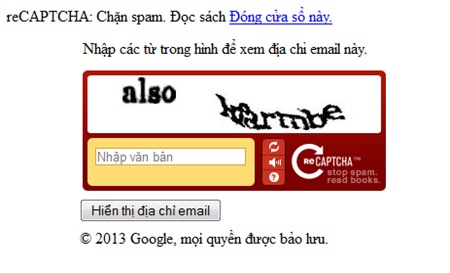 reCAPTCHA: Chặn spam. Đọc sách Đóng cửa sổ này.
Nhập các từ trong hình để xem địa chỉ email này.
also
Nhập văn bản
reCAPTCHA™
stop spam.
read books.
Hiển thị địa chỉ email
© 2013 Google, mọi quyền được bảo lưu.